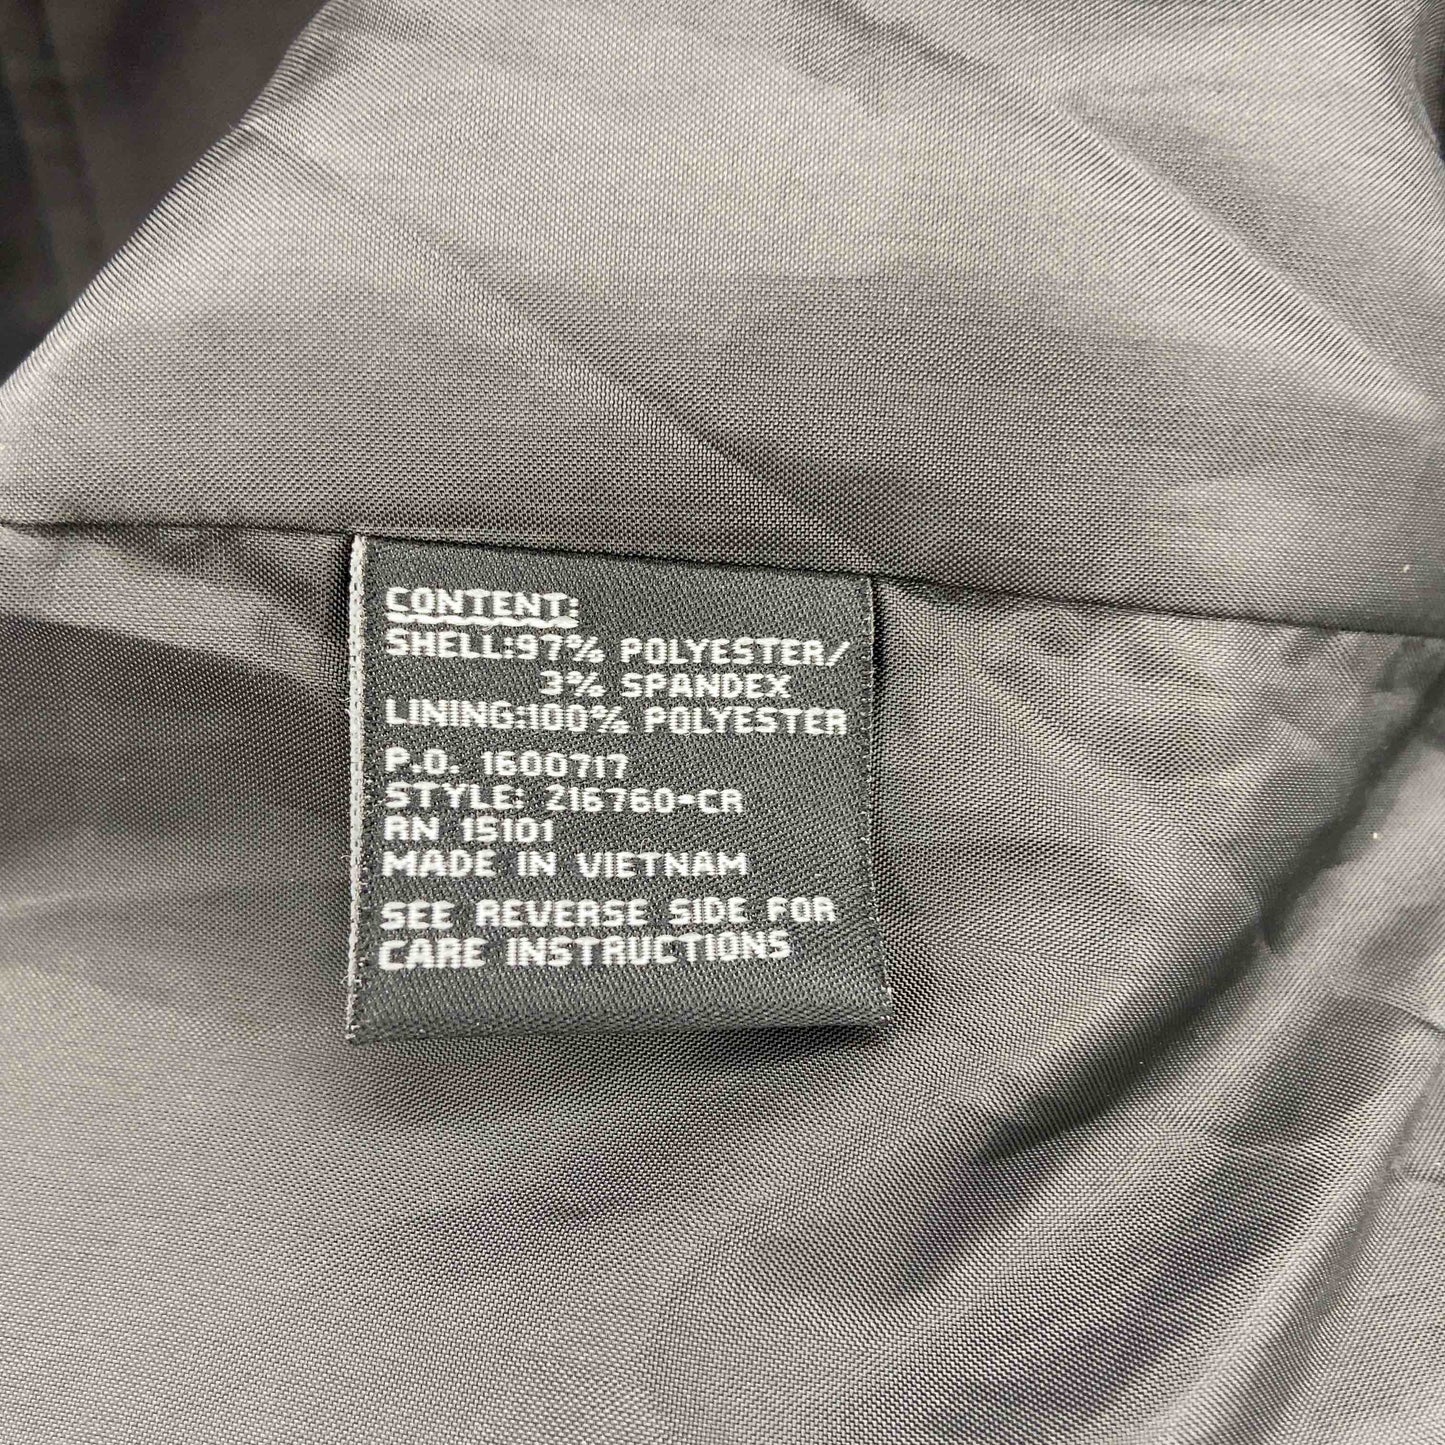 CONTENT:
SHELL:97% POLYESTER/
3% SPANDEX
LINING:100% POLYESTER
P.O. 1600717
STYLE: 216760-CR
RN 15101
MADE IN VIETNAM
SEE REVERSE SIDE FOR
CARE INSTRUCTIONS